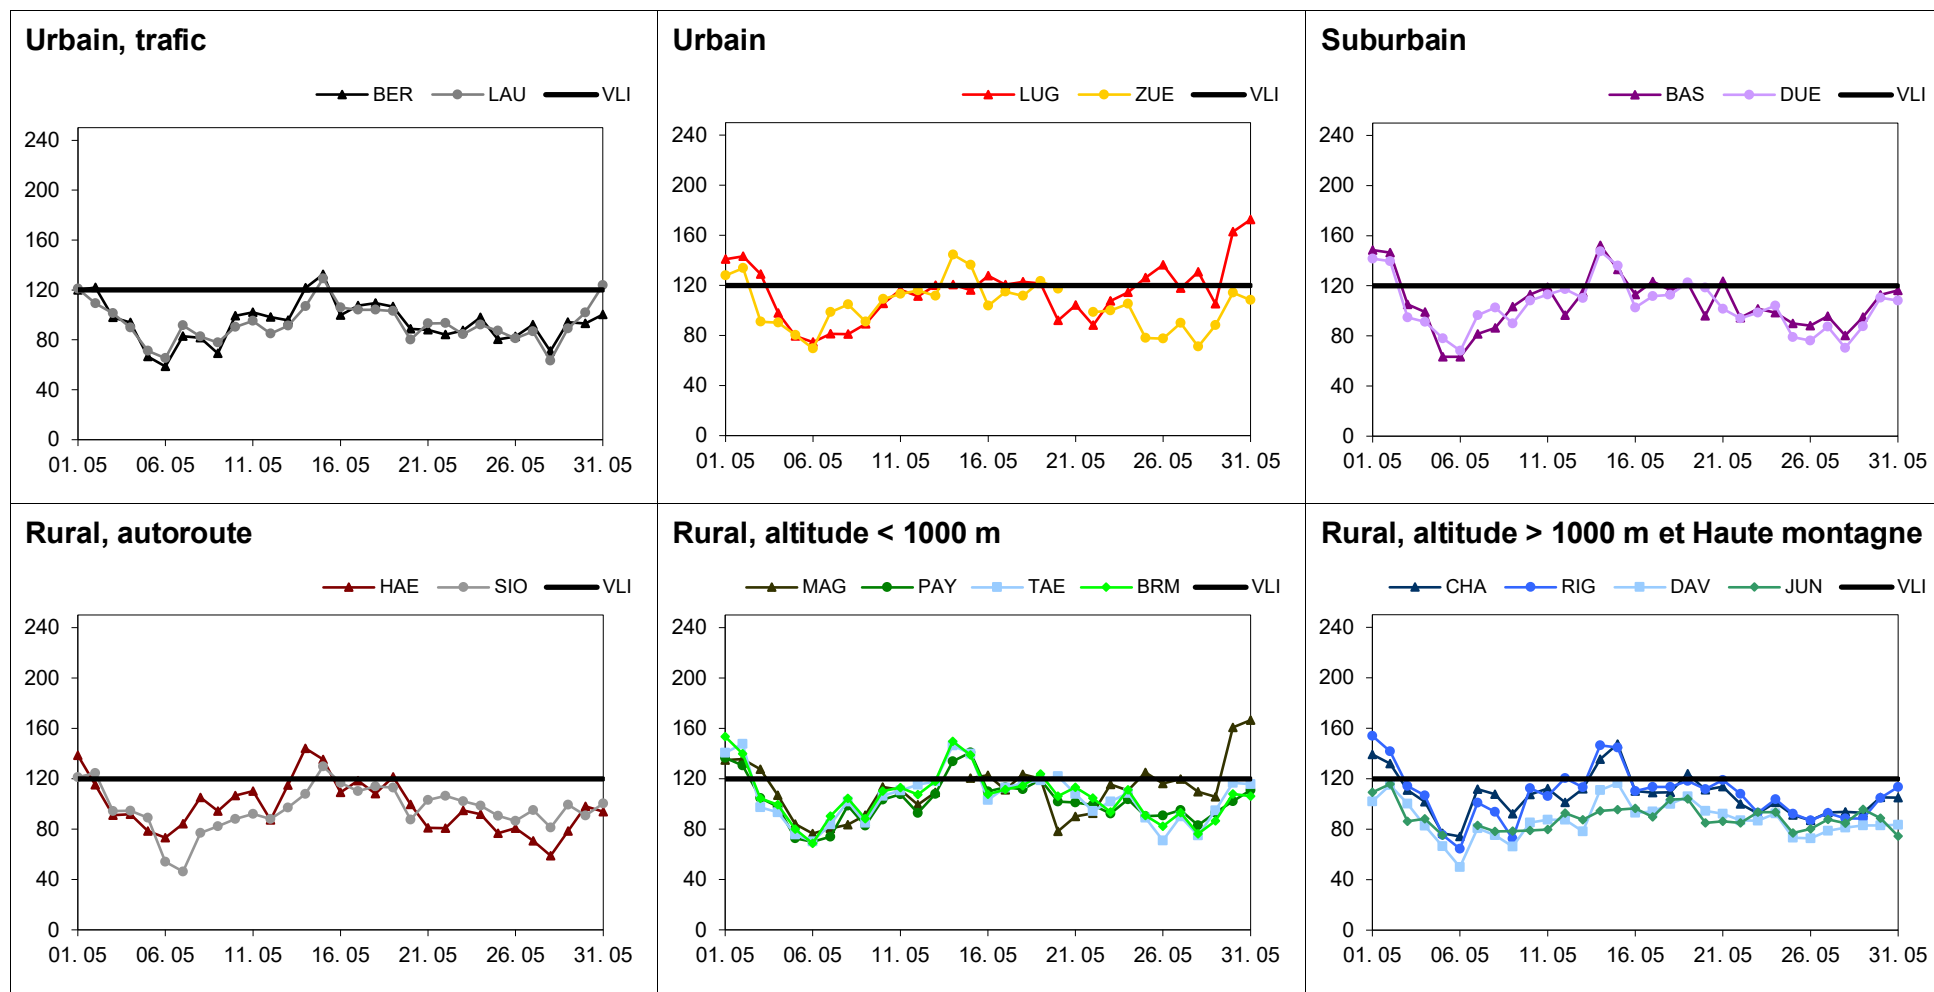 Urbain, trafic
BER LAU VLI
240
200
160
120
80
40
0
01. 05 06. 05 11. 05 16. 05 21. 05 26. 05 31. 05
Urbain
LUG ZUE VLI
240
200
160
120
80
40
0
01. 05 06. 05 11. 05 16. 05 21. 05 26. 05 31. 05
Suburbain
BAS DUE VLI
240
200
160
120
80
40
0
01. 05 06. 05 11. 05 16. 05 21. 05 26. 05 31. 05
Rural, autoroute
HAE SIO VLI
240
200
160
120
80
40
0
01. 05 06. 05 11. 05 16. 05 21. 05 26. 05 31. 05
Rural, altitude < 1000 m
MAG PAY TAE BRM VLI
240
200
160
120
80
40
0
01. 05 06. 05 11. 05 16. 05 21. 05 26. 05 31. 05
Rural, altitude > 1000 m et Haute montagne
CHA RIG DAV JUN VLI
240
200
160
120
80
40
0
01. 05 06. 05 11. 05 16. 05 21. 05 26. 05 31. 05